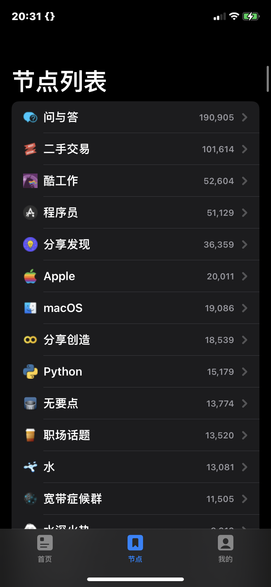 20:31 {}
节点列表
问与答 190,905
二手交易 101,614
酷工作 52,604
程序员 51,129
分享发现 36,359
Apple 20,011
macOS 19,086
分享创造 18,539
Python 15,179
无要点 13,774
职场话题 13,520
水 13,081
宽带症候群 11,505
首页
节点
我的